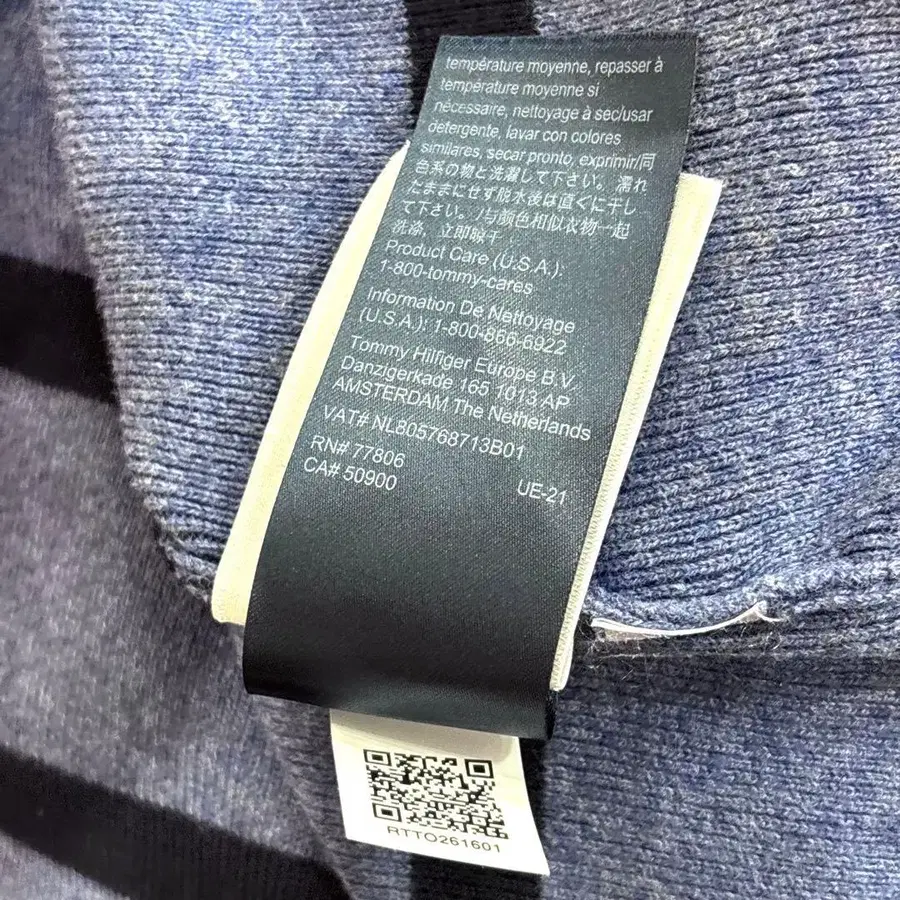 température moyenne, repasser à
température moyenne si
nécessaire, nettoyage à sec/usar
detergente, lavar con colores
similares, secar pronto, exprimir/同
色系の物と洗濯して下さい。濡れ
たままにせず脱水後は直ぐに干し
て下さい。/与颜色相似衣物一起
洗涤, 立即晾干
Product Care (U.S.A.):
1-800-tommy-cares
Information De Nettoyage
(U.S.A.): 1-800-866-6922
Tommy Hilfiger Europe B.V.
Danzigerkade 165 1013 AP
AMSTERDAM The Netherlands
VAT# NL805768713B01
RN# 77806
CA# 50900 UE-21
RTTO261601